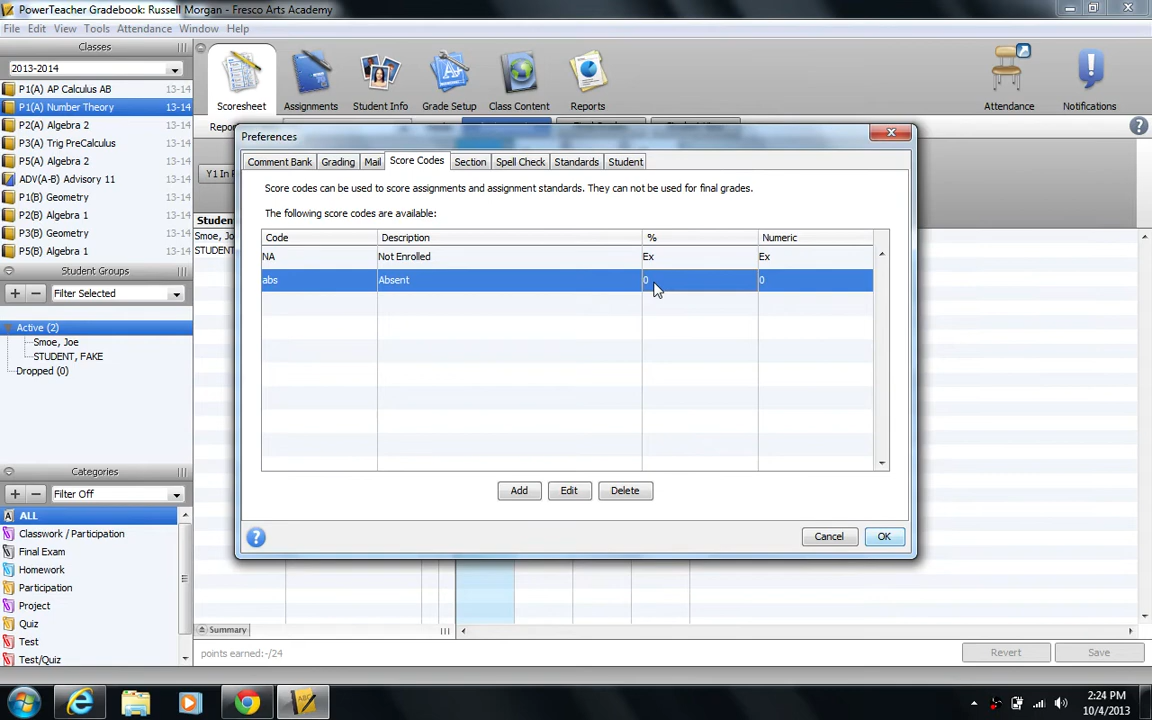 PowerTeacher Gradebook: Russell Morgan - Fresco Arts Academy
File Edit View Tools Attendance Window Help
Classes
2013-2014
P1(A) AP Calculus AB 13-14
P1(A) Number Theory 13-14
P2(A) Algebra 2 13-14
P3(A) Trig PreCalculus 13-14
P5(A) Algebra 2 13-14
ADV(A-B) Advisory 11 13-14
P1(B) Geometry 13-14
P2(B) Algebra 1 13-14
P3(B) Geometry 13-14
P5(B) Algebra 1 13-14
Student Groups
Filter Selected
Active (2)
Smoe, Joe
STUDENT, FAKE
Dropped (0)
Categories
Filter Off
ALL
Classwork / Participation
Final Exam
Homework
Participation
Project
Quiz
Test
Test/Quiz
Scoresheet Assignments Student Info Grade Setup Class Content Reports Attendance Notifications
Preferences
Comment Bank Grading Mail Score Codes Section Spell Check Standards Student
Score codes can be used to score assignments and assignment standards. They can not be used for final grades.
The following score codes are available:
Code Description % Numeric
NA Not Enrolled Ex Ex
abs Absent 0 0
Add Edit Delete
Cancel OK
Summary
points earned:-/24
Revert Save
2:24 PM
10/4/2013